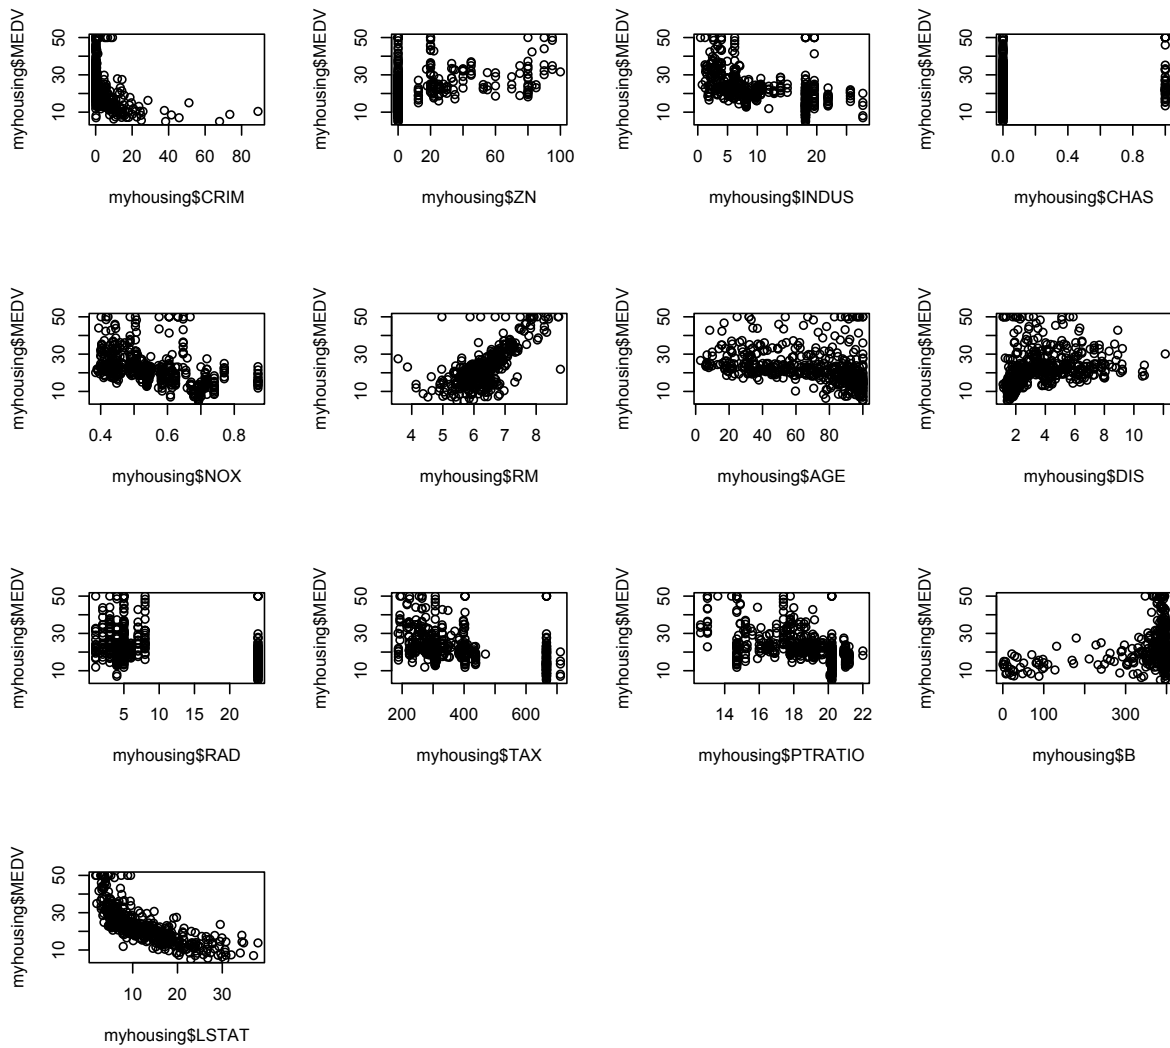 myhousing$MEDV
50
30
10
0 20 40 60 80
myhousing$CRIM
myhousing$MEDV
50
30
10
0 20 40 60 80 100
myhousing$ZN
myhousing$MEDV
50
30
10
0 5 10 20
myhousing$INDUS
myhousing$MEDV
50
30
10
0.0 0.4 0.8
myhousing$CHAS
myhousing$MEDV
50
30
10
0.4 0.6 0.8
myhousing$NOX
myhousing$MEDV
50
30
10
4 5 6 7 8
myhousing$RM
myhousing$MEDV
50
30
10
0 20 40 60 80
myhousing$AGE
myhousing$MEDV
50
30
10
2 4 6 8 10
myhousing$DIS
myhousing$MEDV
50
30
10
5 10 15 20
myhousing$RAD
myhousing$MEDV
50
30
10
200 400 600
myhousing$TAX
myhousing$MEDV
50
30
10
14 16 18 20 22
myhousing$PTRATIO
myhousing$MEDV
50
30
10
0 100 300
myhousing$B
myhousing$MEDV
50
30
10
10 20 30
myhousing$LSTAT